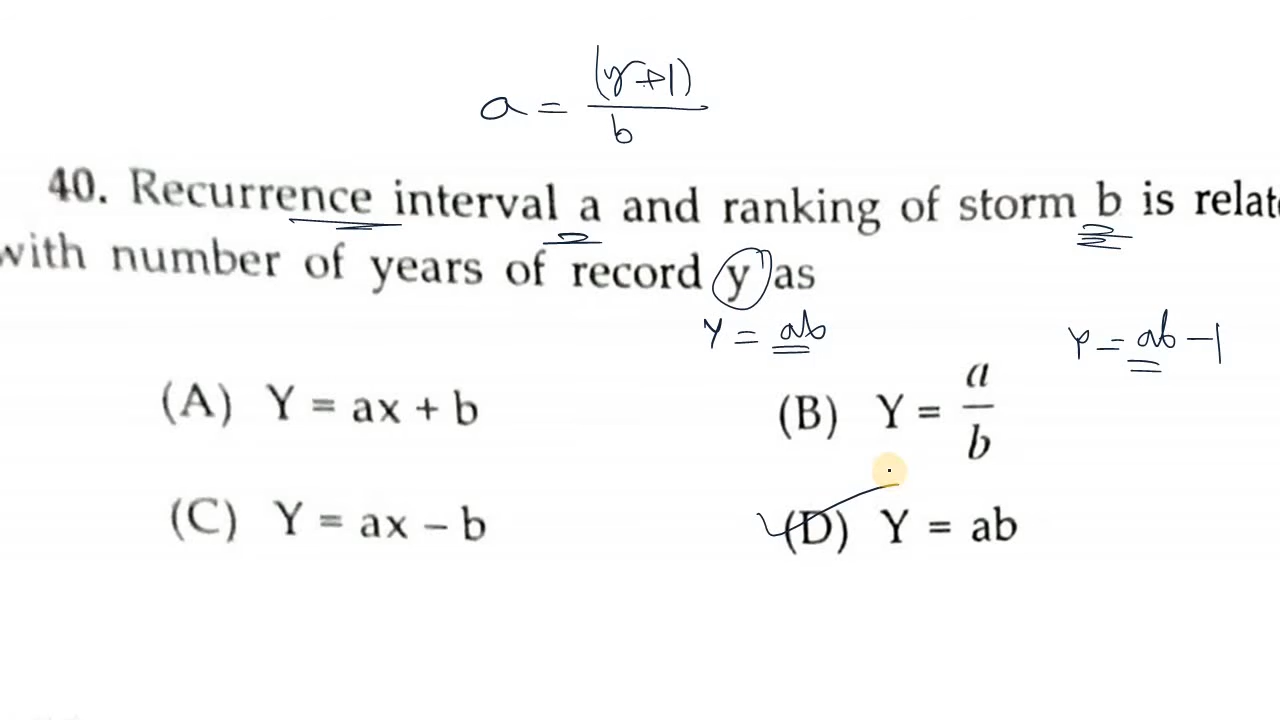 a = (y+1) / b
40. Recurrence interval a and ranking of storm b is relat
with number of years of record y as
Y = ab
Y = ab - 1
(A) Y = ax + b
(B) Y = a/b
(C) Y = ax – b
(D) Y = ab